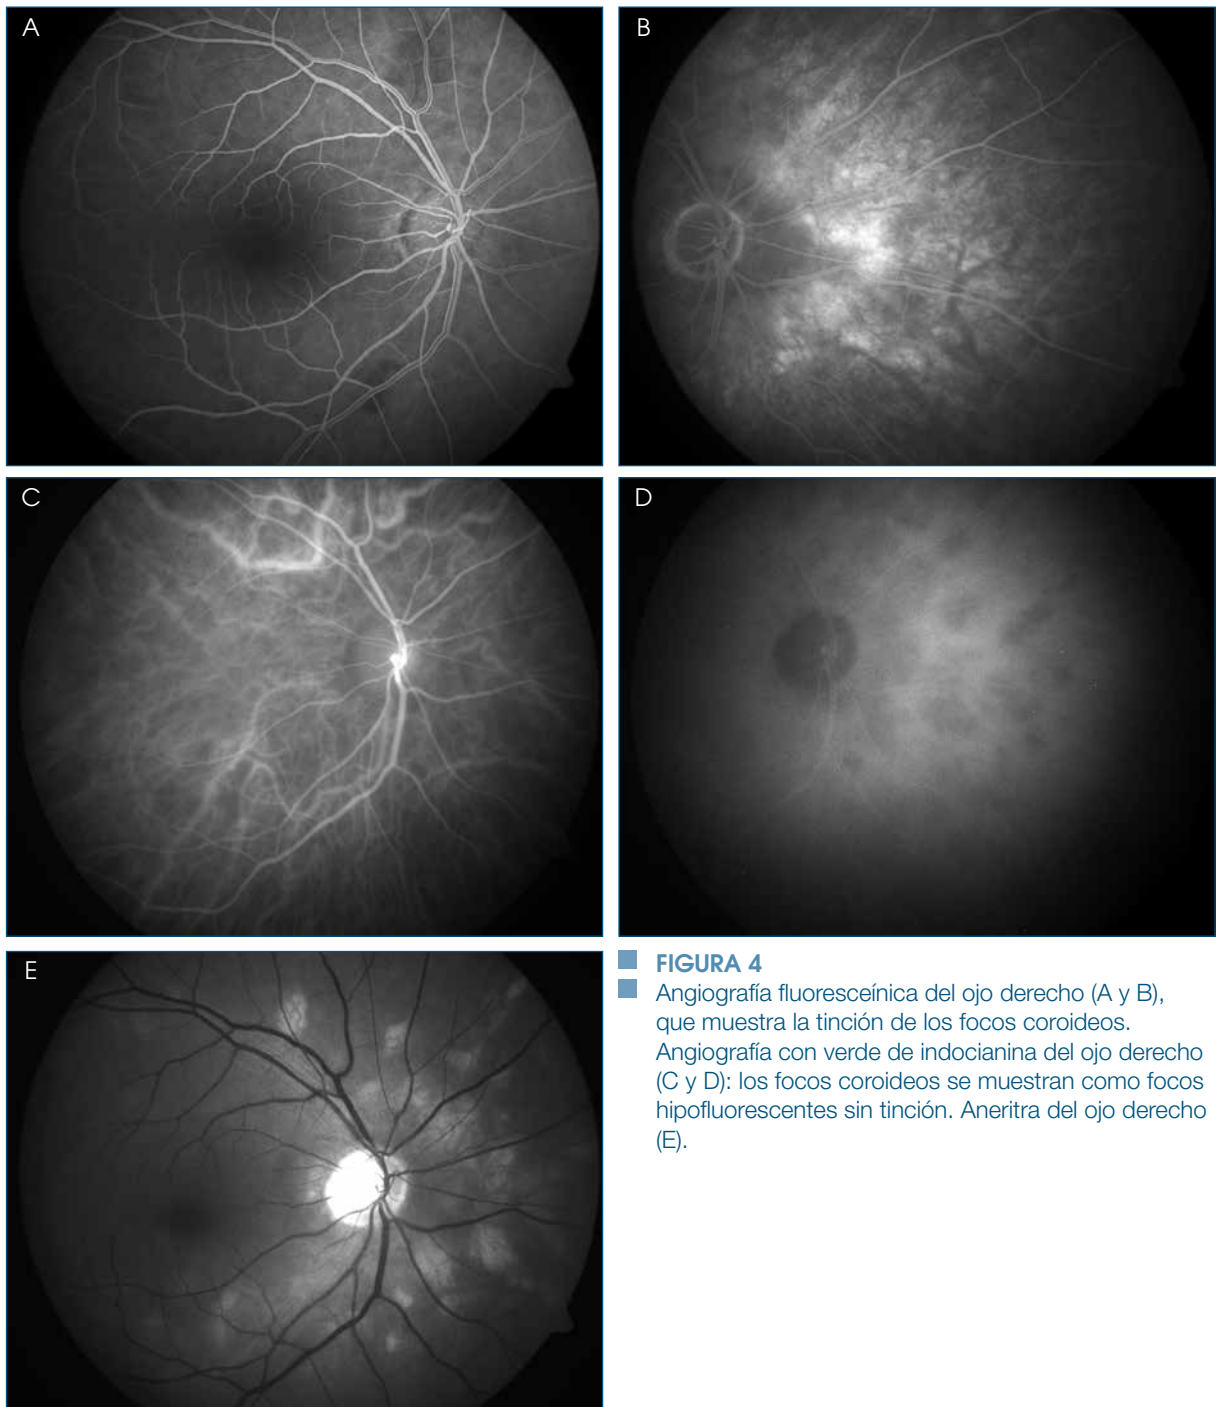 A
B
C
D
E
FIGURA 4
Angiografía fluoresceínica del ojo derecho (A y B),
que muestra la tinción de los focos coroideos.
Angiografía con verde de indocianina del ojo derecho
(C y D): los focos coroideos se muestran como focos
hipofluorescentes sin tinción. Aneritra del ojo derecho
(E).